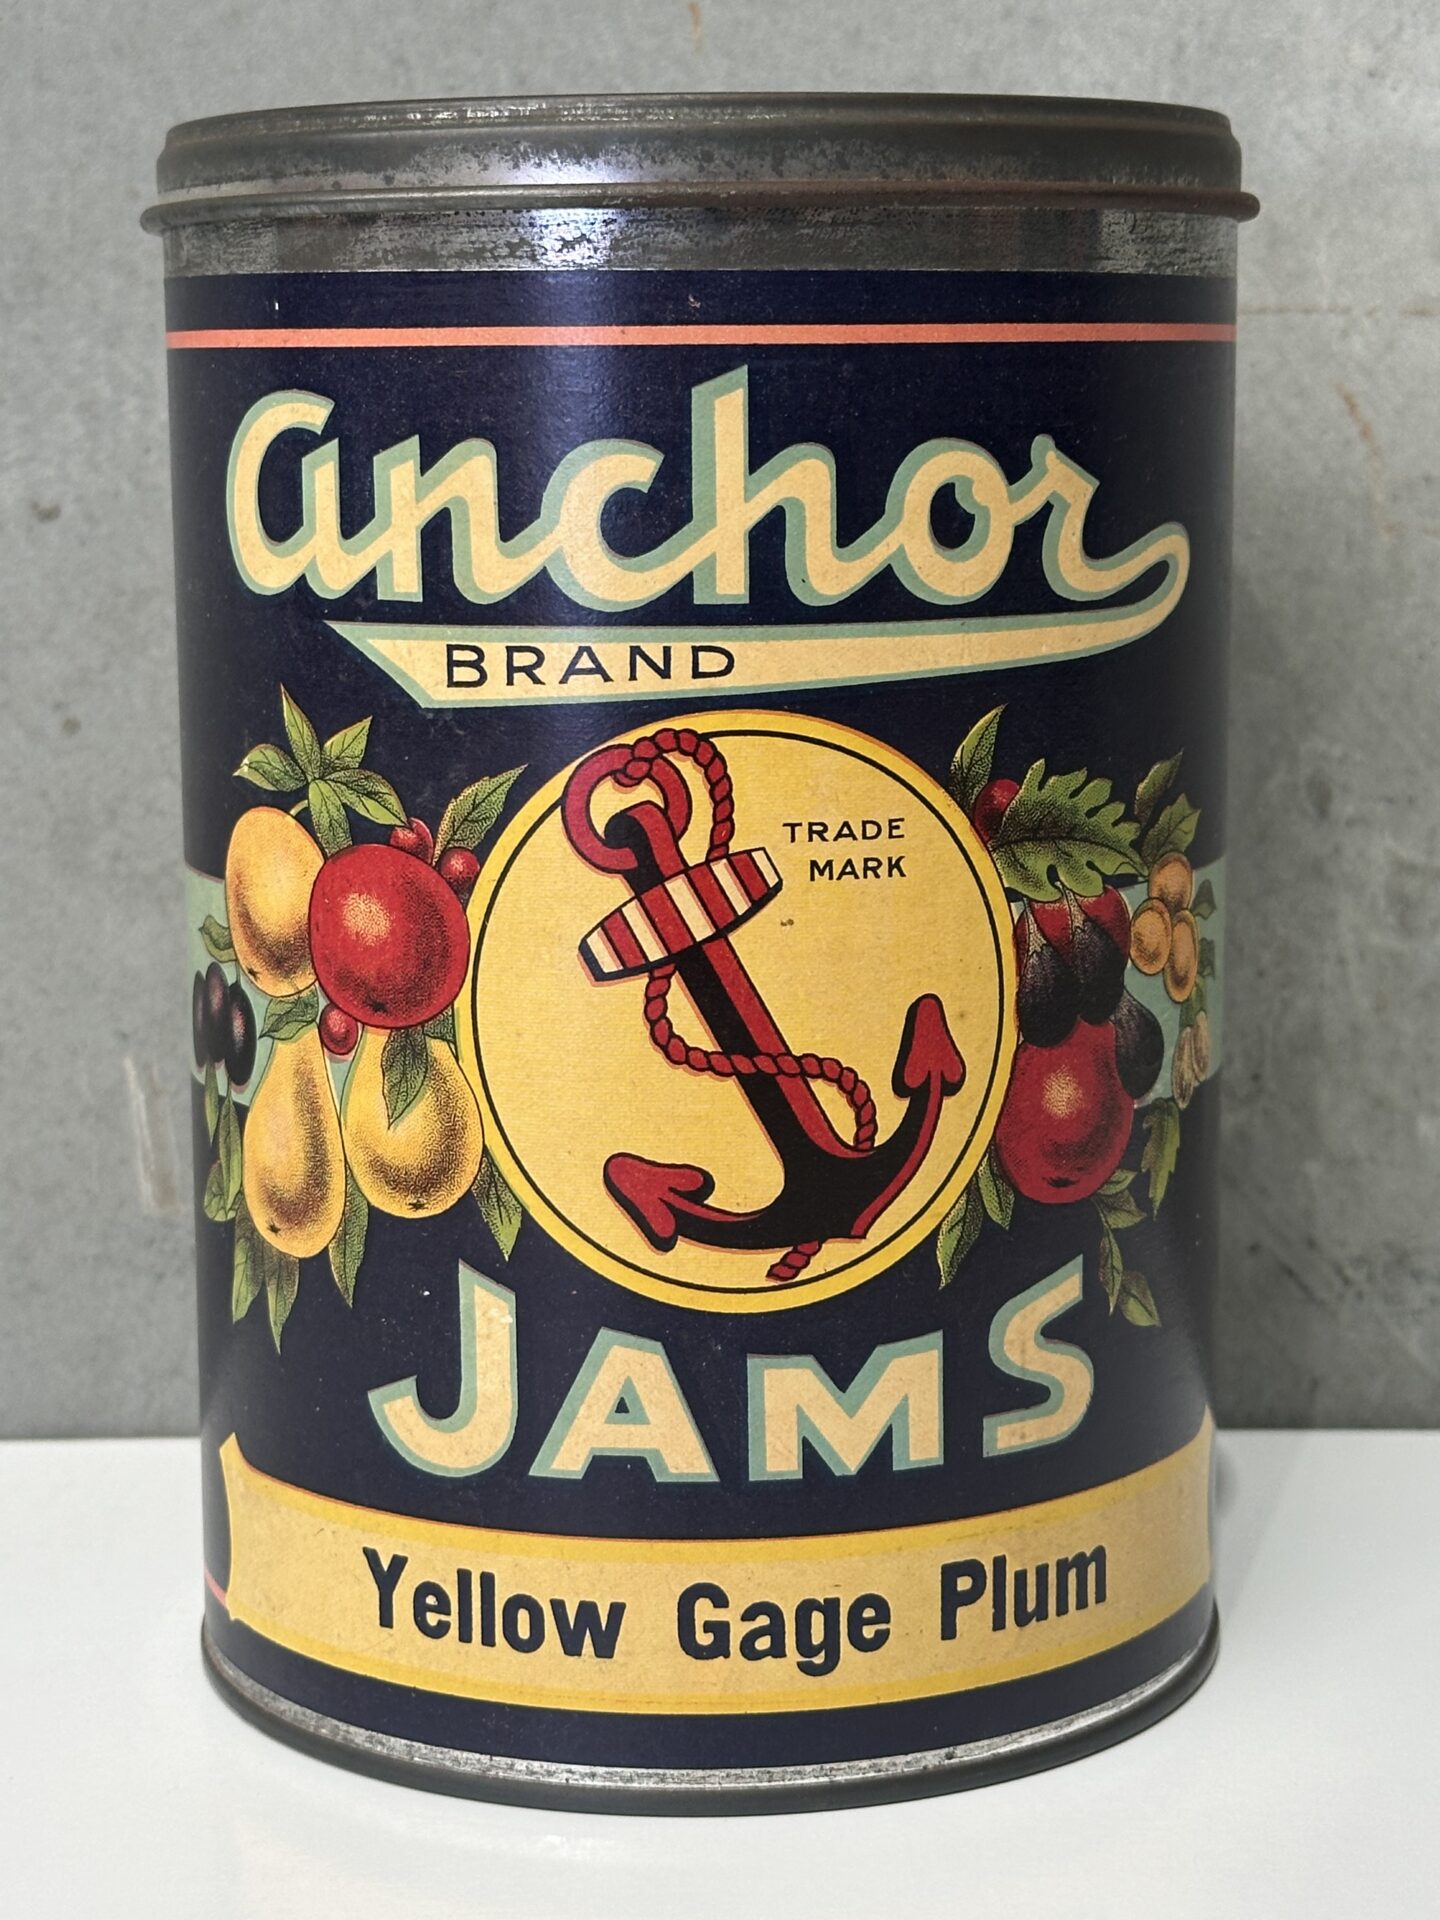 Anchor
BRAND
TRADE
MARK
JAMS
Yellow Gage Plum